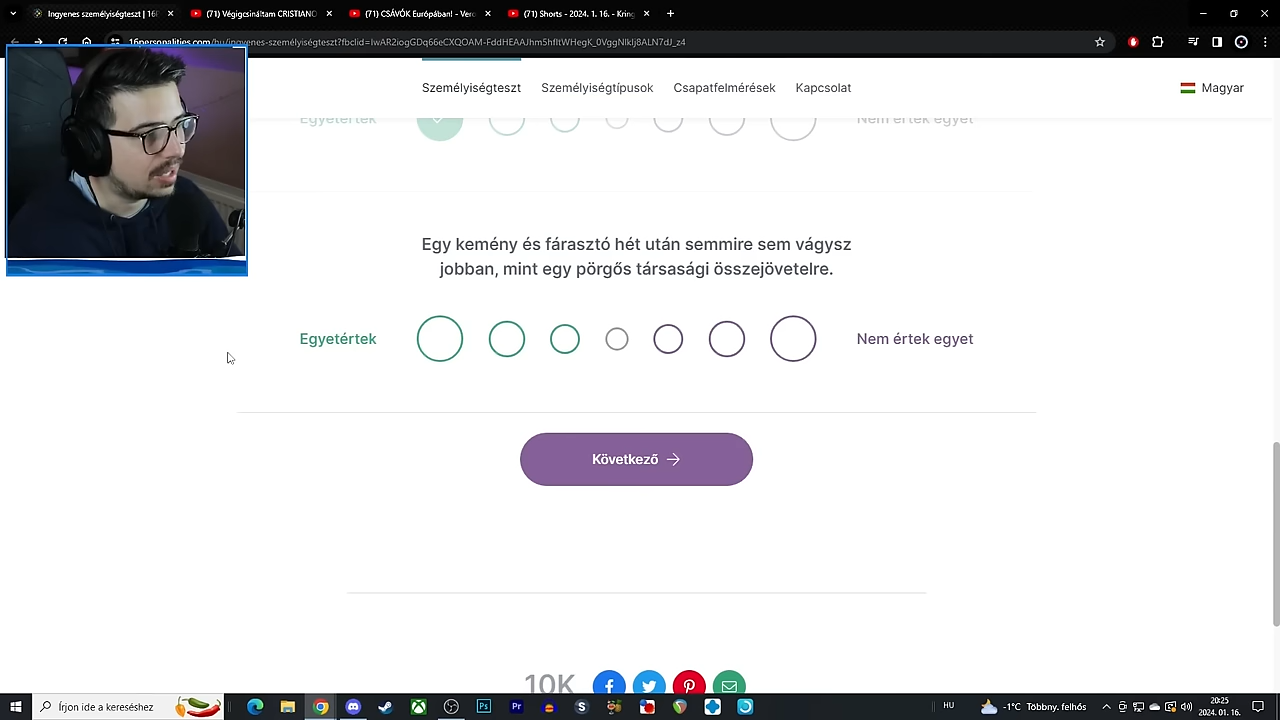 Ingyenes személyiségteszt | 16P
(71) Végigcsináltam CRISTIANO
(71) CSÁVÓK Európában! - Verc
(71) Shorts - 2024. 1. 16. - Kring
16personalities.com/hu/ingyenes-személyiségteszt?fbclid=
Személyiségteszt
Személyiségtípusok
Csapatfelmérések
Kapcsolat
Magyar
Egyetértek
Nem értek egyet
Egy kemény és fárasztó hét után semmire sem vágysz
jobban, mint egy pörgős társasági összejövetelre.
Egyetértek
Nem értek egyet
Következő
10K
Írjon ide a kereséshez
HU
-1°C Többny. felhős
20:25
2024. 01. 16.